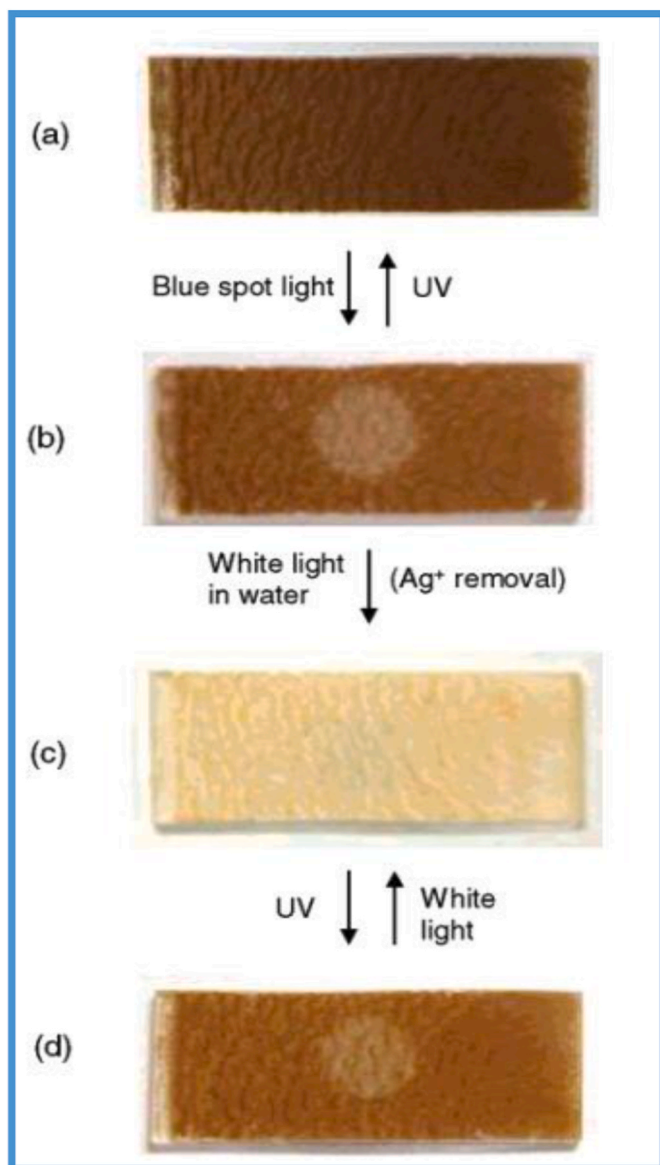 (a)
Blue spot light
UV
(b)
White light
in water
(Ag⁺ removal)
(c)
UV
White
light
(d)